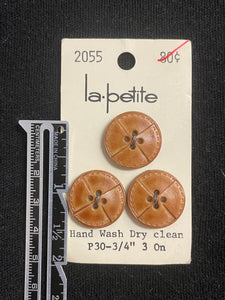 2055 80¢
la·petite
Hand Wash Dry clean
P30-3/4" 3 On